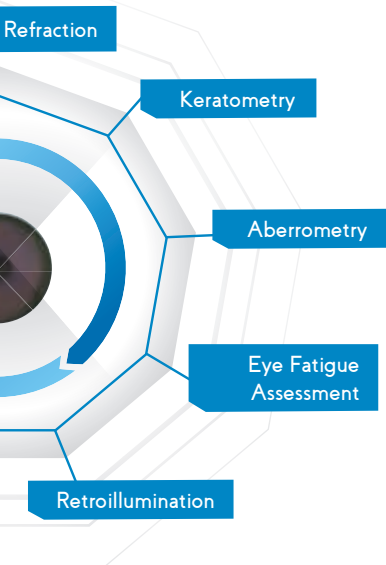 Refraction
Keratometry
Aberrometry
Eye Fatigue
Assessment
Retroillumination